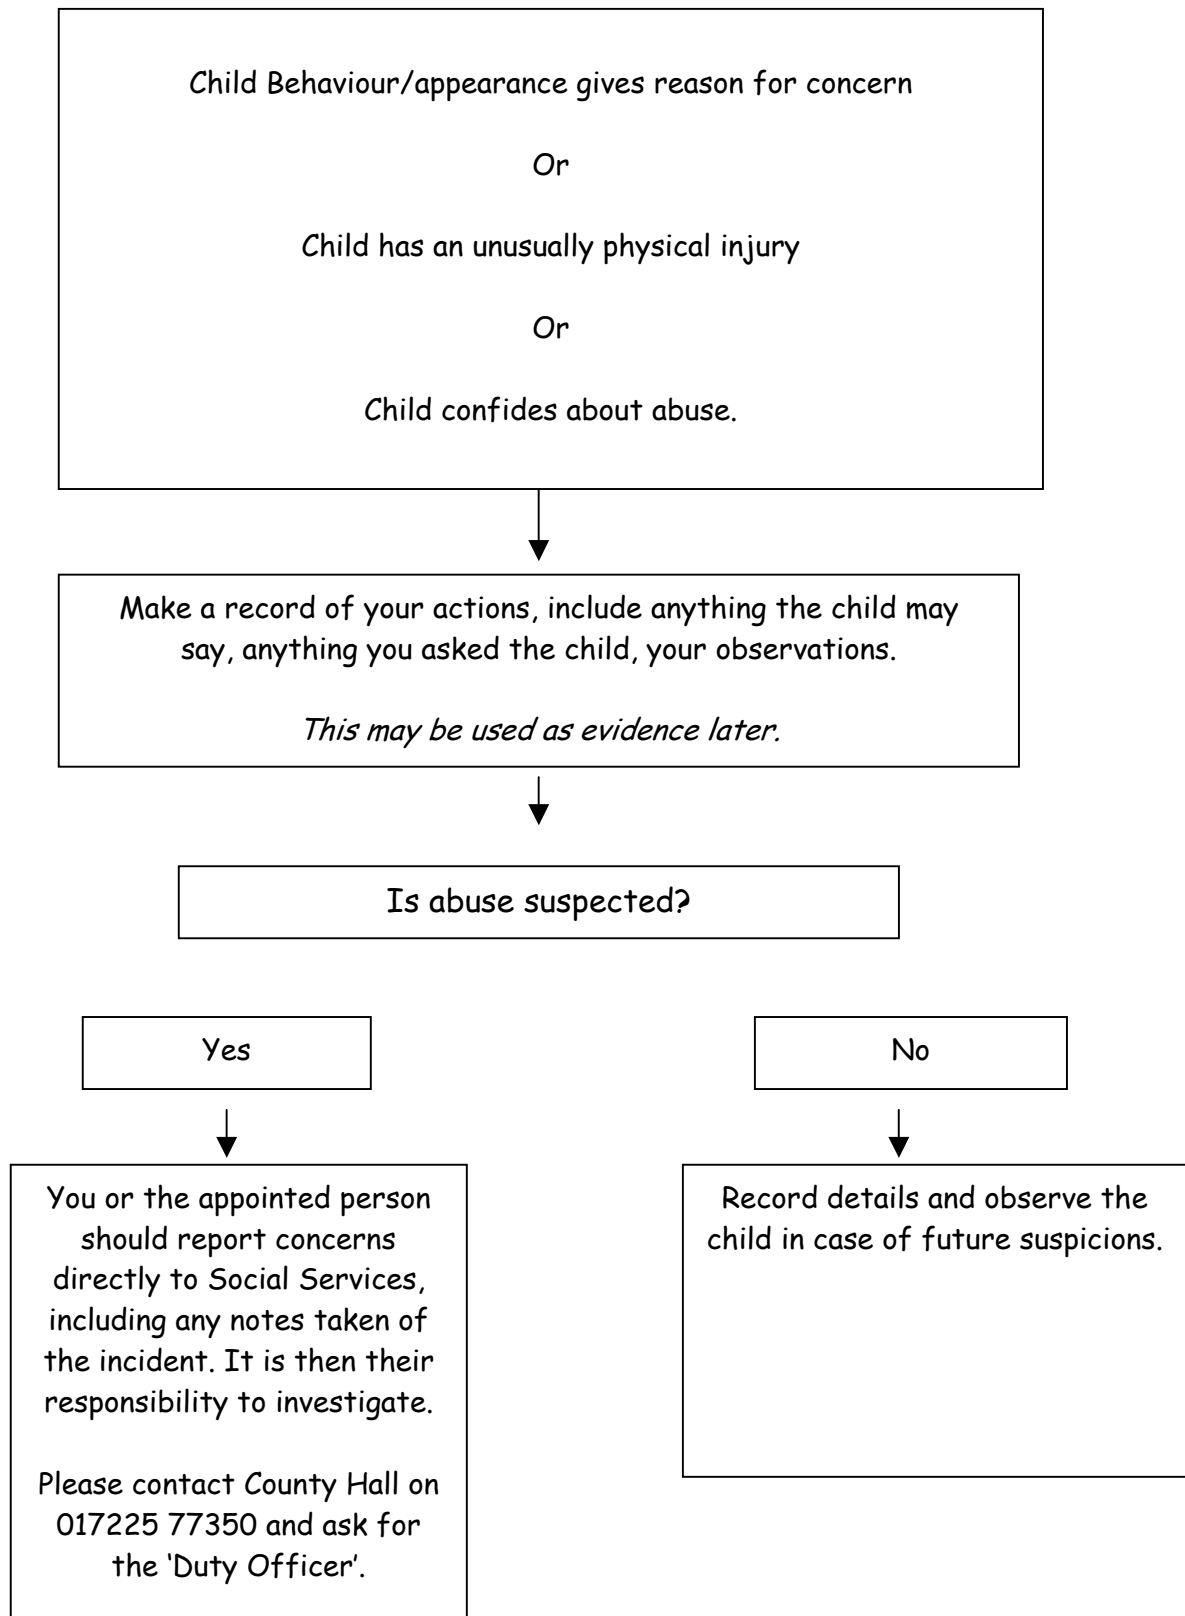 Child Behaviour/appearance gives reason for concern
Or
Child has an unusually physical injury
Or
Child confides about abuse.
Make a record of your actions, include anything the child may
say, anything you asked the child, your observations.
This may be used as evidence later.
Is abuse suspected?
Yes
No
You or the appointed person
should report concerns
directly to Social Services,
including any notes taken of
the incident. It is then their
responsibility to investigate.
Please contact County Hall on
017225 77350 and ask for
the ‘Duty Officer’.
Record details and observe the
child in case of future suspicions.